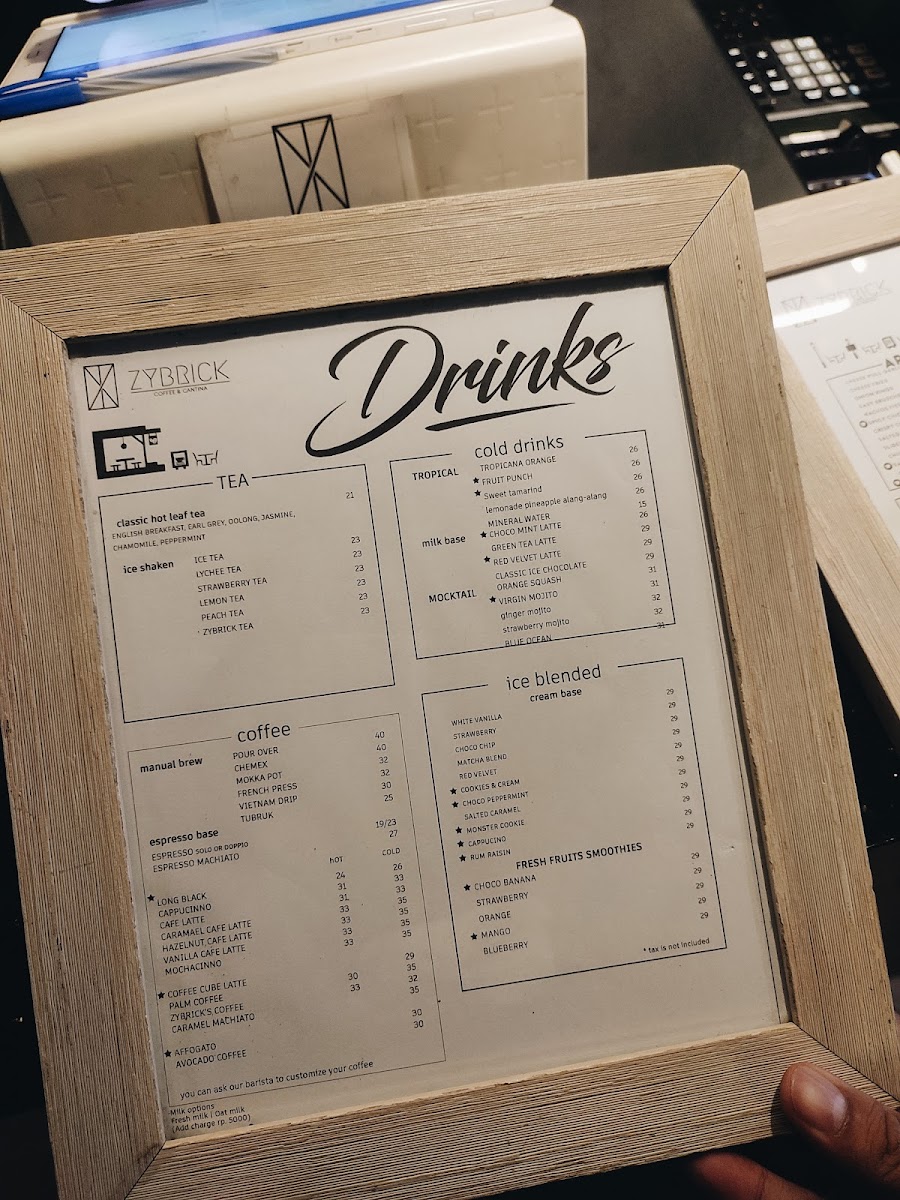 ZYBRICK
COFFEE & CANTINA
Drinks
TEA
classic hot leaf tea 21
ENGLISH BREAKFAST, EARL GREY, OOLONG, JASMINE,
CHAMOMILE, PEPPERMINT
ice shaken ICE TEA 23
LYCHEE TEA 23
STRAWBERRY TEA 23
LEMON TEA 23
PEACH TEA 23
ZYBRICK TEA 23
coffee
manual brew POUR OVER 40
CHEMEX 40
MOKKA POT 32
FRENCH PRESS 32
VIETNAM DRIP 30
TUBRUK 25
espresso base
ESPRESSO SOLO OR DOPPIO 19/23
ESPRESSO MACHIATO 27
HOT COLD
★ LONG BLACK 24 26
CAPPUCINNO 31 33
CAFE LATTE 31 33
CARAMAEL CAFE LATTE 33 35
HAZELNUT CAFE LATTE 33 35
VANILLA CAFE LATTE 33 35
MOCHACINNO 33 35
★ COFFEE CUBE LATTE 29
PALM COFFEE 35
ZYBRICK'S COFFEE 30 32
CARAMEL MACHIATO 33 35
★ AFFOGATO 30
AVOCADO COFFEE 30
you can ask our barista to customize your coffee
Milk options
Fresh milk | Oat milk
(Add charge rp. 5000)
cold drinks
TROPICAL TROPICANA ORANGE 26
★ FRUIT PUNCH 26
★ Sweet tamarind 26
lemonade pineapple alang-alang 26
MINERAL WATER 15
milk base ★ CHOCO MINT LATTE 26
GREEN TEA LATTE 29
★ RED VELVET LATTE 29
CLASSIC ICE CHOCOLATE 29
MOCKTAIL ORANGE SQUASH 31
★ VIRGIN MOJITO 31
ginger mojito 32
strawberry mojito 32
BLUE OCEAN 31
ice blended
cream base
WHITE VANILLA 29
STRAWBERRY 29
CHOCO CHIP 29
MATCHA BLEND 29
RED VELVET 29
★ COOKIES & CREAM 29
★ CHOCO PEPPERMINT 29
SALTED CARAMEL 29
★ MONSTER COOKIE 29
★ CAPPUCINO 29
★ RUM RAISIN 29
FRESH FRUITS SMOOTHIES
★ CHOCO BANANA 29
STRAWBERRY 29
ORANGE 29
★ MANGO 29
BLUEBERRY 29
* tax is not included
ZYBRICK